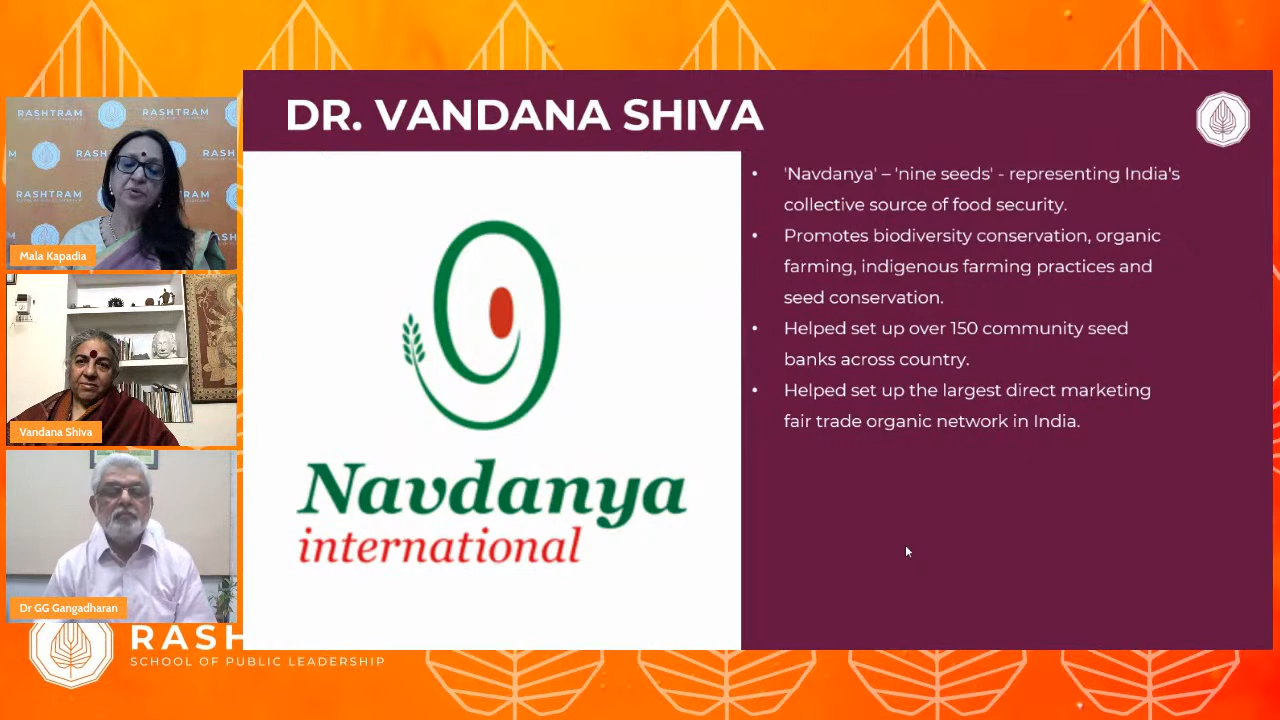 DR. VANDANA SHIVA
RASHTRAM
RASHTRAM
RASHTRAM
RASHTRAM
Mala Kapadia
Vandana Shiva
Dr GG Gangadharan
9
Navdanya
international
• 'Navdanya' – 'nine seeds' - representing India's
collective source of food security.
• Promotes biodiversity conservation, organic
farming, indigenous farming practices and
seed conservation.
• Helped set up over 150 community seed
banks across country.
• Helped set up the largest direct marketing
fair trade organic network in India.
RASH
SCHOOL OF PUBLIC LEADERSHIP